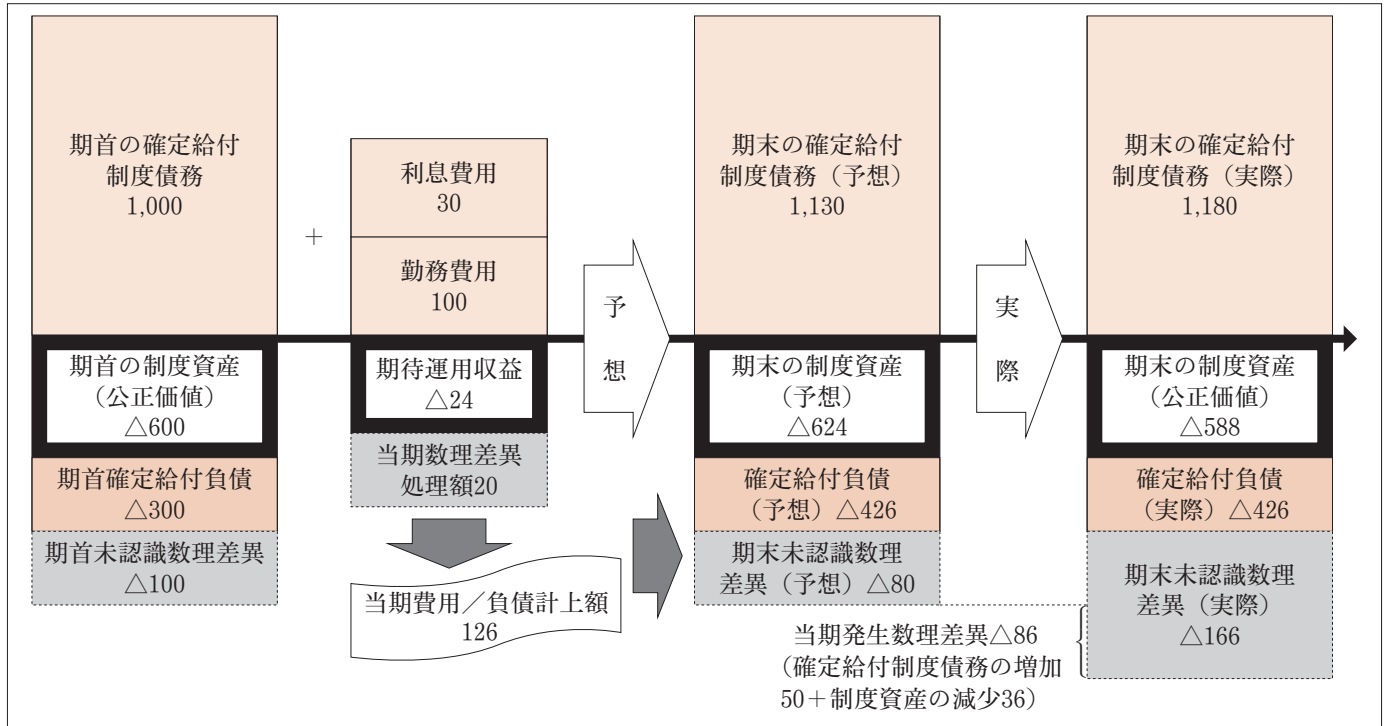 期首の確定給付
制度債務
1,000
+
利息費用
30
勤務費用
100
予
想
期末の確定給付
制度債務（予想）
1,130
実
際
期末の確定給付
制度債務（実際）
1,180
期首の制度資産
（公正価値）
△600
期待運用収益
△24
期末の制度資産
（予想）
△624
期末の制度資産
（公正価値）
△588
期首確定給付負債
△300
当期数理差異
処理額20
確定給付負債
（予想）△426
確定給付負債
（実際）△426
期首未認識数理差異
△100
当期費用／負債計上額
126
期末未認識数理
差異（予想）△80
期末未認識数理
差異（実際）
△166
当期発生数理差異△86
（確定給付制度債務の増加
50＋制度資産の減少36）